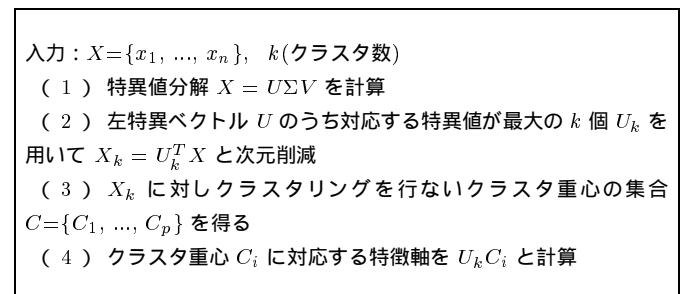 入力：X={x_1, ..., x_n}, k(クラスタ数)
（１）特異値分解 X = UΣV を計算
（２）左特異ベクトル U のうち対応する特異値が最大の k 個 U_k を
用いて X_k = U_k^T X と次元削減
（３）X_k に対しクラスタリングを行ないクラスタ重心の集合
C={C_1, ..., C_p} を得る
（４）クラスタ重心 C_i に対応する特徴軸を U_k C_i と計算